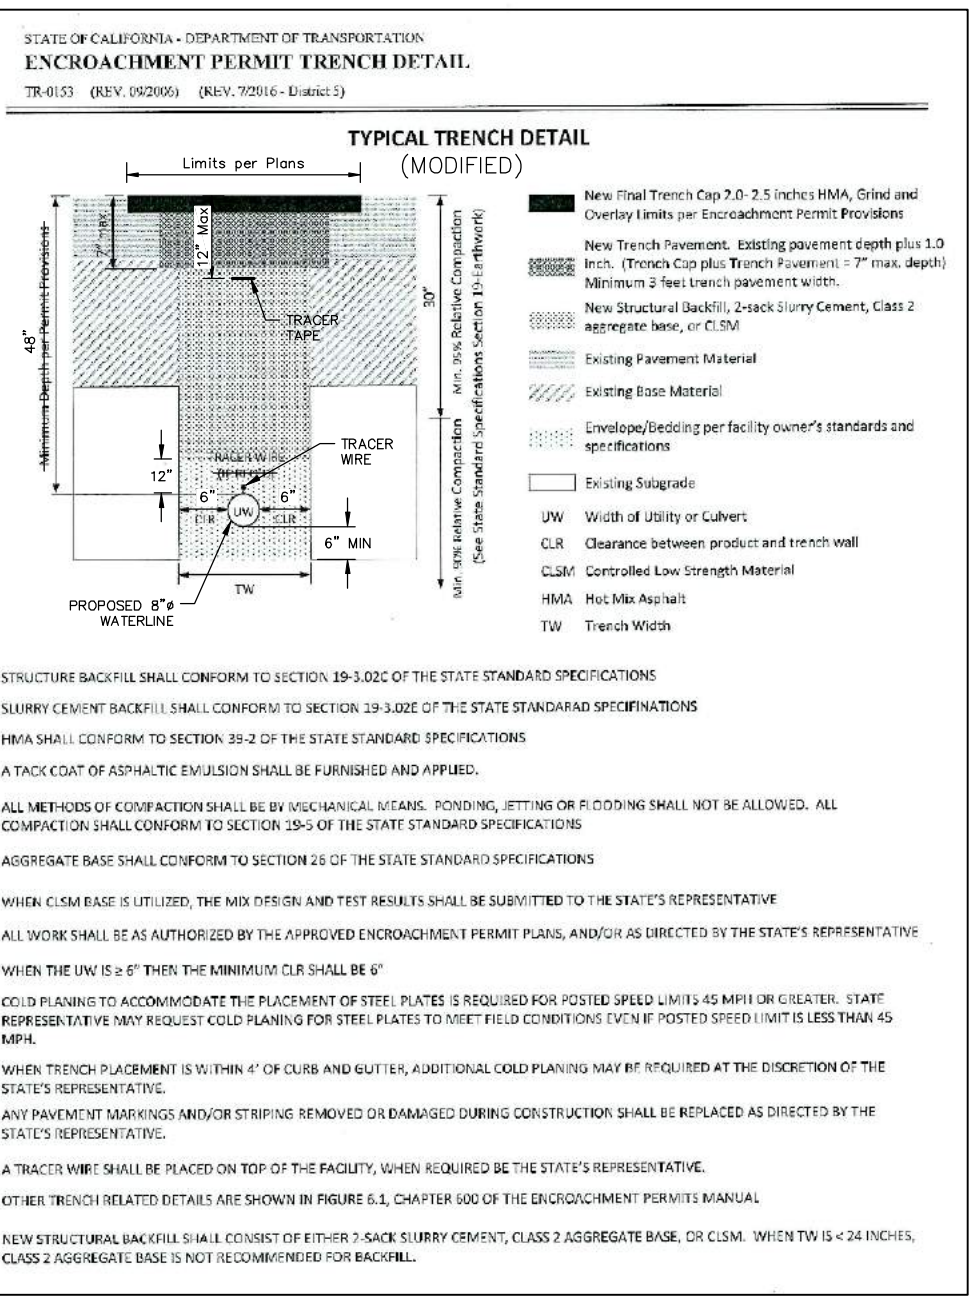 STATE OF CALIFORNIA - DEPARTMENT OF TRANSPORTATION
ENCROACHMENT PERMIT TRENCH DETAIL
TR-0153 (REV. 09/2006) (REV. 7/2016 - District 5)
TYPICAL TRENCH DETAIL
(MODIFIED)
Limits per Plans
7" max
12" Max
TRACER
TAPE
48"
Minimum Depth per Permit Provisions
30"
Min. 95% Relative Compaction
Min. 90% Relative Compaction
(See State Standard Specifications Section 19-Earthwork)
TRACER WIRE
TRACER
WIRE
12"
6"
6"
CLR
UW
CLR
6" MIN
TW
PROPOSED 8"ø
WATERLINE
New Final Trench Cap 2.0- 2.5 inches HMA, Grind and
Overlay Limits per Encroachment Permit Provisions
New Trench Pavement. Existing pavement depth plus 1.0
inch. (Trench Cap plus Trench Pavement = 7" max. depth)
Minimum 3 feet trench pavement width.
New Structural Backfill, 2-sack Slurry Cement, Class 2
aggregate base, or CLSM
Existing Pavement Material
Existing Base Material
Envelope/Bedding per facility owner's standards and
specifications
Existing Subgrade
UW Width of Utility or Culvert
CLR Clearance between product and trench wall
CLSM Controlled Low Strength Material
HMA Hot Mix Asphalt
TW Trench Width
STRUCTURE BACKFILL SHALL CONFORM TO SECTION 19-3.02C OF THE STATE STANDARD SPECIFICATIONS
SLURRY CEMENT BACKFILL SHALL CONFORM TO SECTION 19-3.02E OF THE STATE STANDARAD SPECIFINATIONS
HMA SHALL CONFORM TO SECTION 39-2 OF THE STATE STANDARD SPECIFICATIONS
A TACK COAT OF ASPHALTIC EMULSION SHALL BE FURNISHED AND APPLIED.
ALL METHODS OF COMPACTION SHALL BE BY MECHANICAL MEANS. PONDING, JETTING OR FLOODING SHALL NOT BE ALLOWED. ALL
COMPACTION SHALL CONFORM TO SECTION 19-5 OF THE STATE STANDARD SPECIFICATIONS
AGGREGATE BASE SHALL CONFORM TO SECTION 26 OF THE STATE STANDARD SPECIFICATIONS
WHEN CLSM BASE IS UTILIZED, THE MIX DESIGN AND TEST RESULTS SHALL BE SUBMITTED TO THE STATE'S REPRESENTATIVE
ALL WORK SHALL BE AS AUTHORIZED BY THE APPROVED ENCROACHMENT PERMIT PLANS, AND/OR AS DIRECTED BY THE STATE'S REPRESENTATIVE
WHEN THE UW IS ≥ 6" THEN THE MINIMUM CLR SHALL BE 6"
COLD PLANING TO ACCOMMODATE THE PLACEMENT OF STEEL PLATES IS REQUIRED FOR POSTED SPEED LIMITS 45 MPH OR GREATER. STATE
REPRESENTATIVE MAY REQUEST COLD PLANING FOR STEEL PLATES TO MEET FIELD CONDITIONS EVEN IF POSTED SPEED LIMIT IS LESS THAN 45
MPH.
WHEN TRENCH PLACEMENT IS WITHIN 4' OF CURB AND GUTTER, ADDITIONAL COLD PLANING MAY BE REQUIRED AT THE DISCRETION OF THE
STATE'S REPRESENTATIVE.
ANY PAVEMENT MARKINGS AND/OR STRIPING REMOVED OR DAMAGED DURING CONSTRUCTION SHALL BE REPLACED AS DIRECTED BY THE
STATE'S REPRESENTATIVE.
A TRACER WIRE SHALL BE PLACED ON TOP OF THE FACILITY, WHEN REQUIRED BE THE STATE'S REPRESENTATIVE.
OTHER TRENCH RELATED DETAILS ARE SHOWN IN FIGURE 6.1, CHAPTER 600 OF THE ENCROACHMENT PERMITS MANUAL
NEW STRUCTURAL BACKFILL SHALL CONSIST OF EITHER 2-SACK SLURRY CEMENT, CLASS 2 AGGREGATE BASE, OR CLSM. WHEN TW IS < 24 INCHES,
CLASS 2 AGGREGATE BASE IS NOT RECOMMENDED FOR BACKFILL.